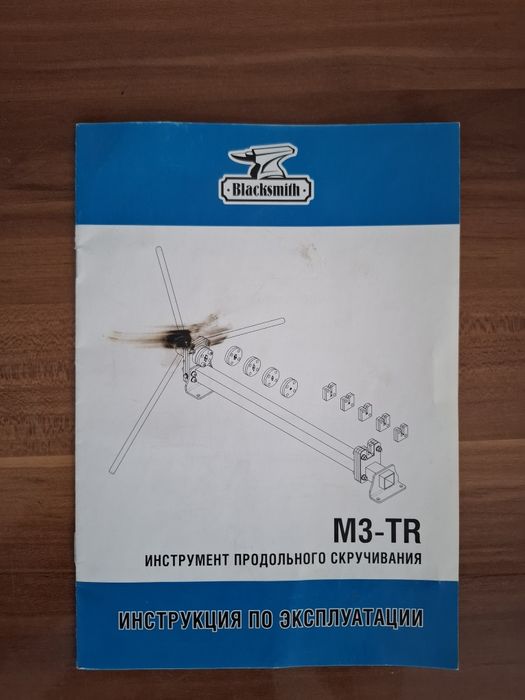 Blacksmith
M3-TR
ИНСТРУМЕНТ ПРОДОЛЬНОГО СКРУЧИВАНИЯ
ИНСТРУКЦИЯ ПО ЭКСПЛУАТАЦИИ